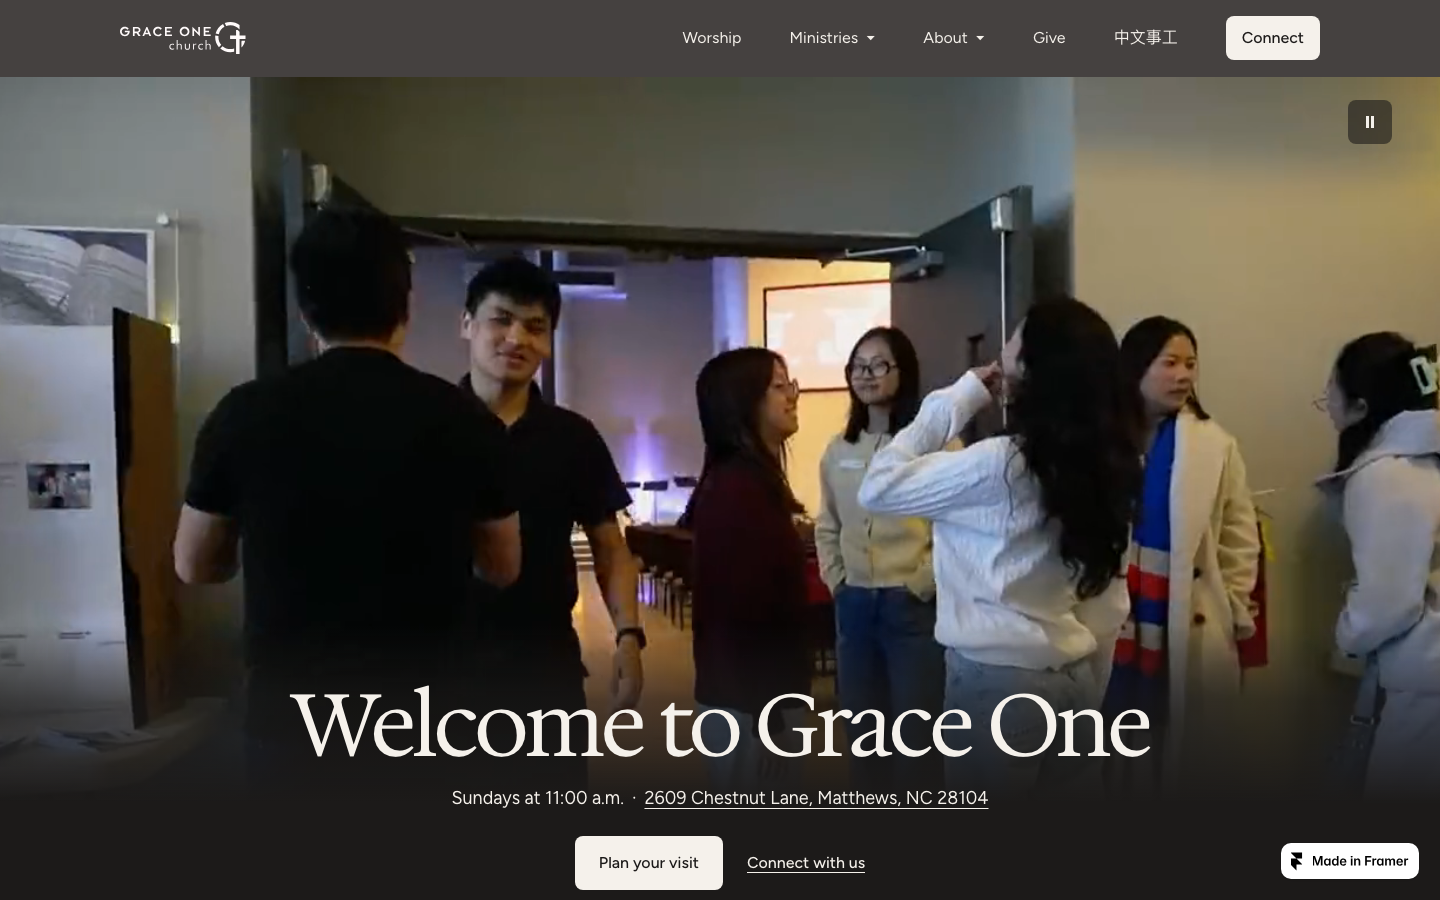 GRACE ONE
church
Worship
Ministries
About
Give
中文事工
Connect
Welcome to Grace One
Sundays at 11:00 a.m. · 2609 Chestnut Lane, Matthews, NC 28104
Plan your visit
Connect with us
Made in Framer